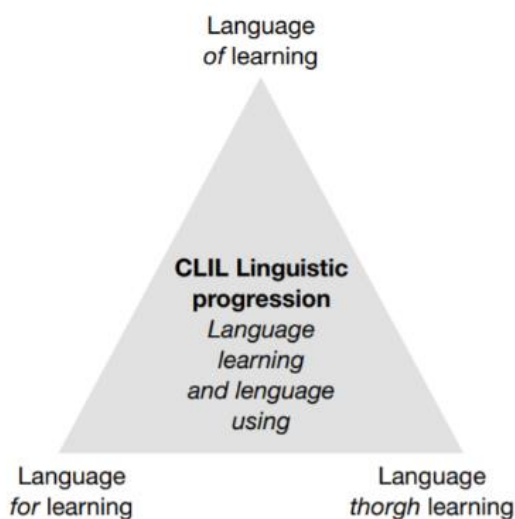 Language
of learning
CLIL Linguistic
progression
Language
learning
and lenguage
using
Language
for learning
Language
thorgh learning